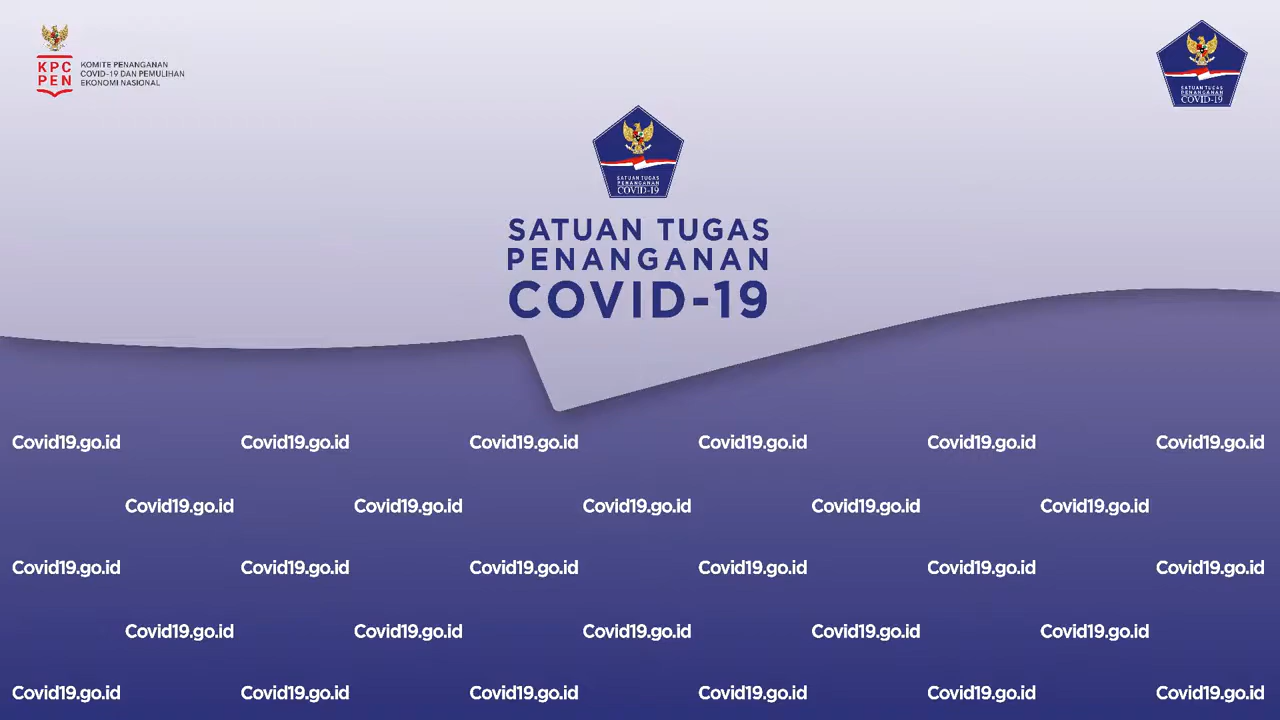 KPC
PEN
KOMITE PENANGANAN
COVID-19 DAN PEMULIHAN
EKONOMI NASIONAL
SATUAN TUGAS
PENANGANAN
COVID-19
SATUAN TUGAS
PENANGANAN
COVID-19
SATUAN TUGAS
PENANGANAN
COVID-19
Covid19.go.id Covid19.go.id Covid19.go.id Covid19.go.id Covid19.go.id Covid19.go.id
Covid19.go.id Covid19.go.id Covid19.go.id Covid19.go.id Covid19.go.id
Covid19.go.id Covid19.go.id Covid19.go.id Covid19.go.id Covid19.go.id Covid19.go.id
Covid19.go.id Covid19.go.id Covid19.go.id Covid19.go.id Covid19.go.id
Covid19.go.id Covid19.go.id Covid19.go.id Covid19.go.id Covid19.go.id Covid19.go.id